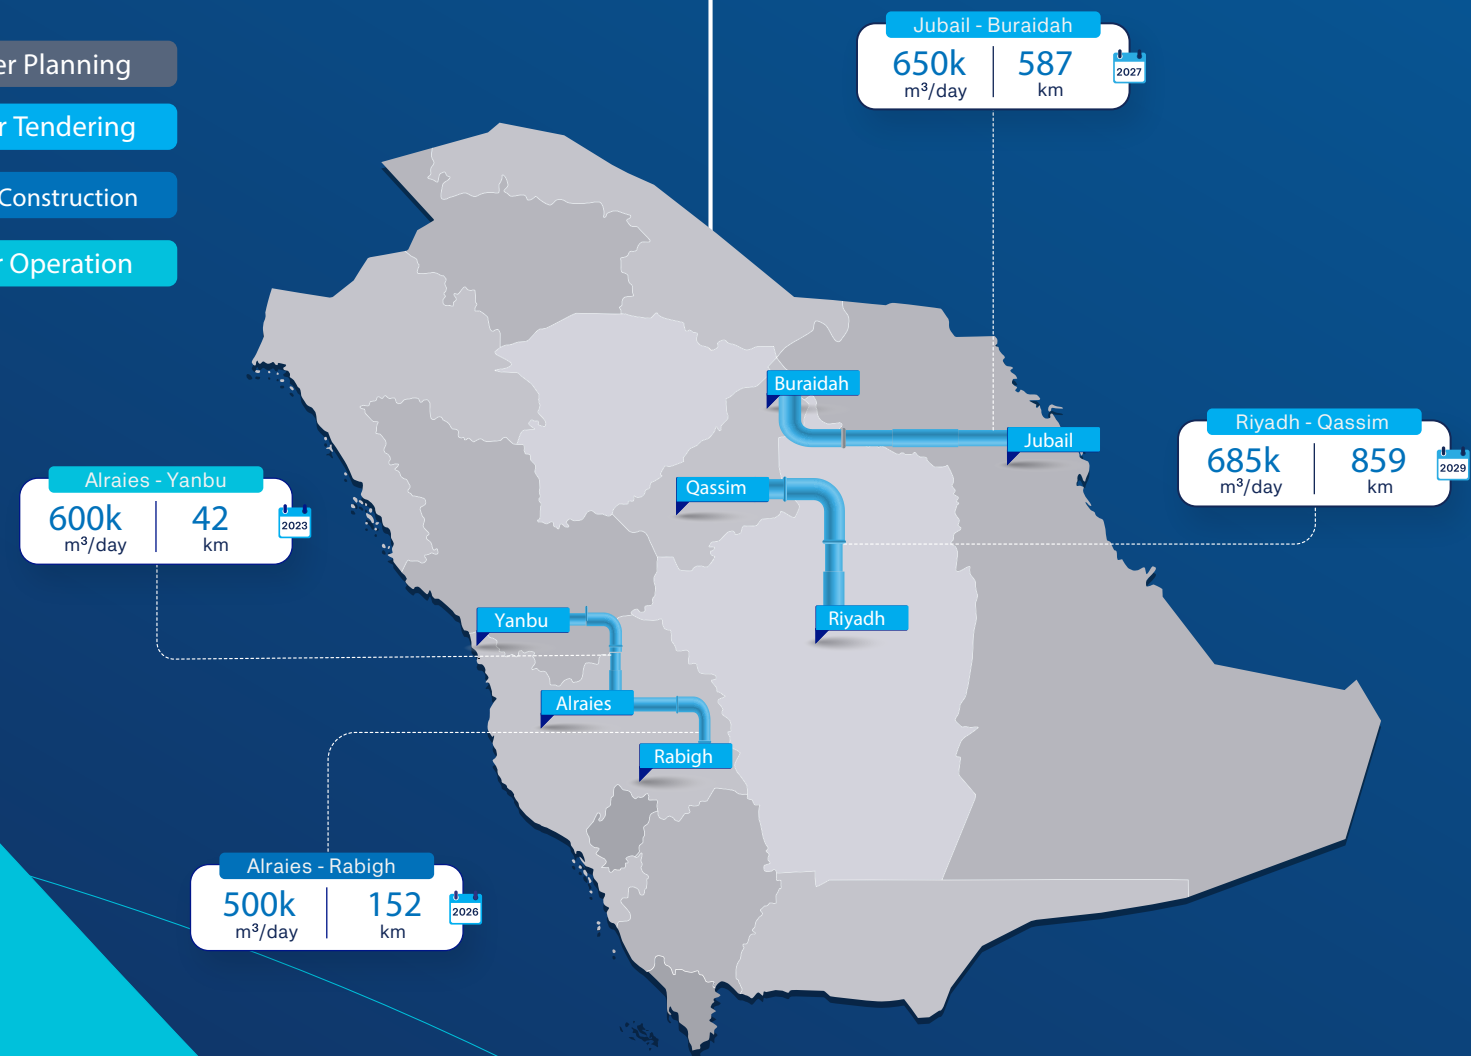 Planning
Tendering
Construction
Operation
Jubail - Buraidah
650k
m³/day
587
km
2027
Buraidah
Jubail
Riyadh - Qassim
685k
m³/day
859
km
2029
Qassim
Riyadh
Alraies - Yanbu
600k
m³/day
42
km
2023
Yanbu
Alraies
Rabigh
Alraies - Rabigh
500k
m³/day
152
km
2026